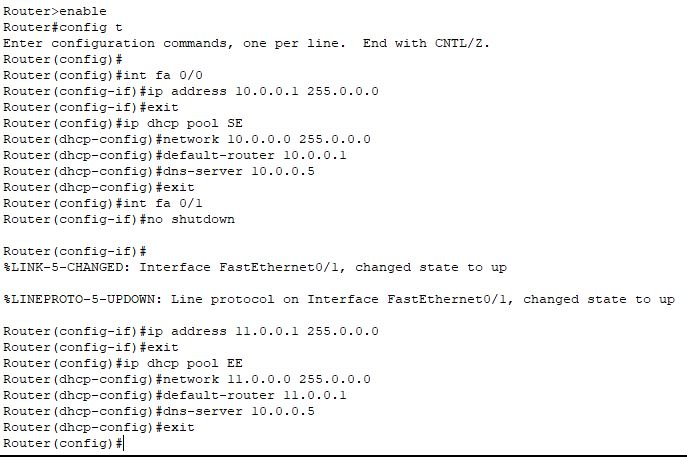 Router>enable
Router#config t
Enter configuration commands, one per line.  End with CNTL/Z.
Router(config)#
Router(config)#int fa 0/0
Router(config-if)#ip address 10.0.0.1 255.0.0.0
Router(config-if)#exit
Router(config)#ip dhcp pool SE
Router(dhcp-config)#network 10.0.0.0 255.0.0.0
Router(dhcp-config)#default-router 10.0.0.1
Router(dhcp-config)#dns-server 10.0.0.5
Router(dhcp-config)#exit
Router(config)#int fa 0/1
Router(config-if)#no shutdown
Router(config-if)#
%LINK-5-CHANGED: Interface FastEthernet0/1, changed state to up
%LINEPROTO-5-UPDOWN: Line protocol on Interface FastEthernet0/1, changed state to up
Router(config-if)#ip address 11.0.0.1 255.0.0.0
Router(config-if)#exit
Router(config)#ip dhcp pool EE
Router(dhcp-config)#network 11.0.0.0 255.0.0.0
Router(dhcp-config)#default-router 11.0.0.1
Router(dhcp-config)#dns-server 10.0.0.5
Router(dhcp-config)#exit
Router(config)#